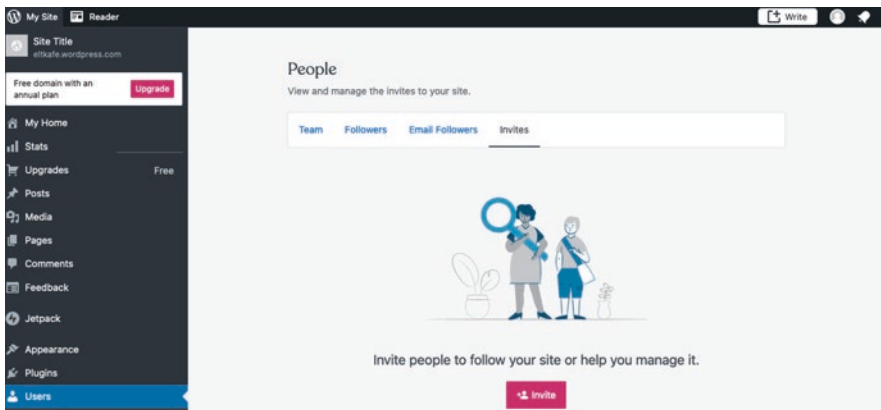 My Site Reader Write
Site Title
eltkafe.wordpress.com
Free domain with an
annual plan
Upgrade
My Home
Stats
Upgrades Free
Posts
Media
Pages
Comments
Feedback
Jetpack
Appearance
Plugins
Users
People
View and manage the invites to your site.
Team Followers Email Followers Invites
Invite people to follow your site or help you manage it.
Invite